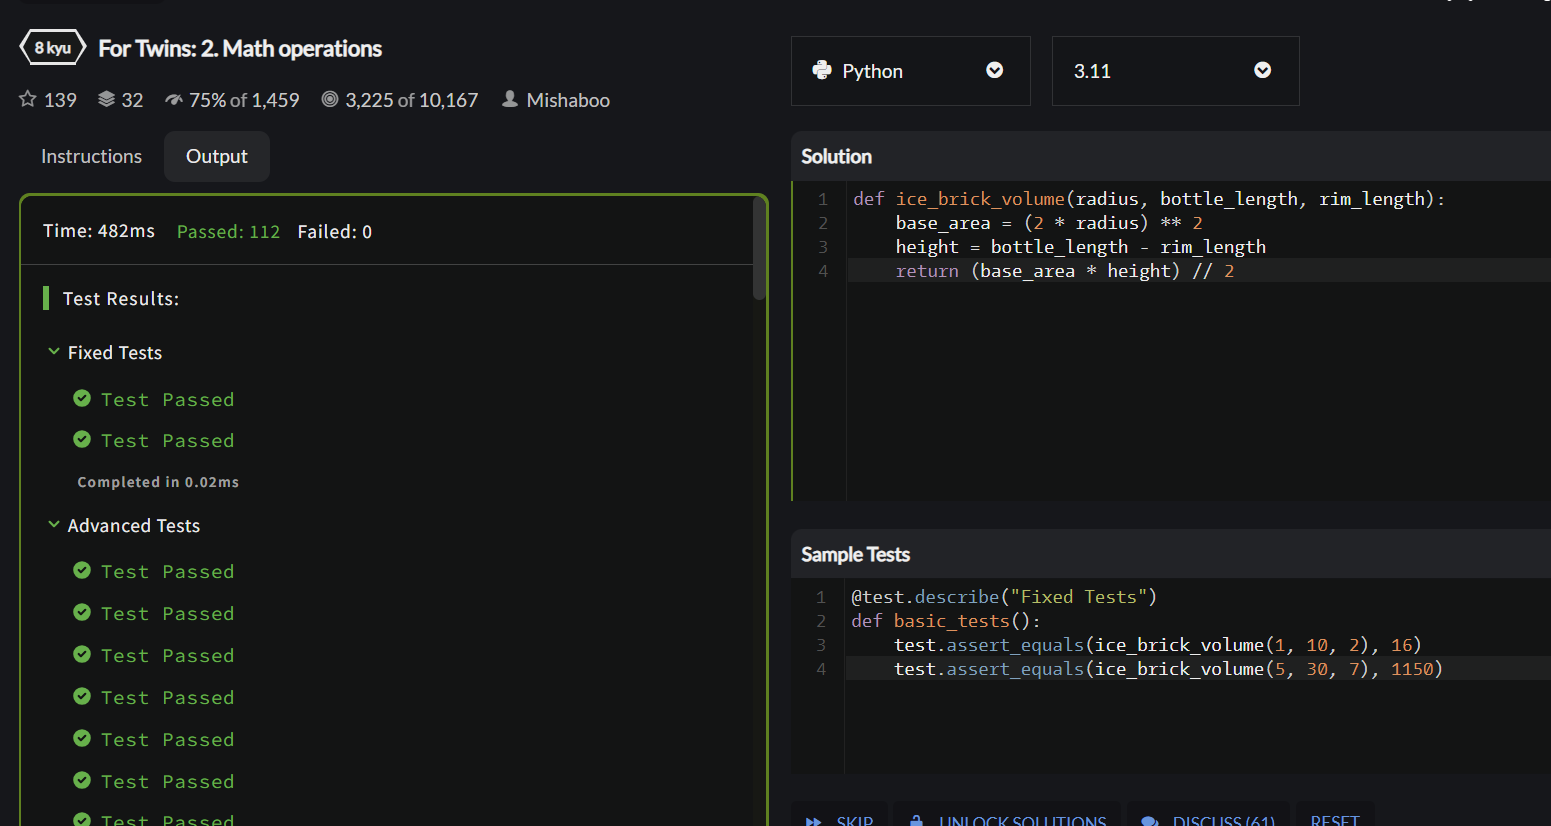 8 kyu For Twins: 2. Math operations
139 32 75% of 1,459 3,225 of 10,167 Mishaboo
Instructions Output
Time: 482ms Passed: 112 Failed: 0
Test Results:
Fixed Tests
Test Passed
Test Passed
Completed in 0.02ms
Advanced Tests
Test Passed
Test Passed
Test Passed
Test Passed
Test Passed
Test Passed
Test Passed
Python 3.11
Solution
1 def ice_brick_volume(radius, bottle_length, rim_length):
2 base_area = (2 * radius) ** 2
3 height = bottle_length - rim_length
4 return (base_area * height) // 2
Sample Tests
1 @test.describe("Fixed Tests")
2 def basic_tests():
3 test.assert_equals(ice_brick_volume(1, 10, 2), 16)
4 test.assert_equals(ice_brick_volume(5, 30, 7), 1150)
SKIP UNLOCK SOLUTIONS DISCUSS (61) RESET